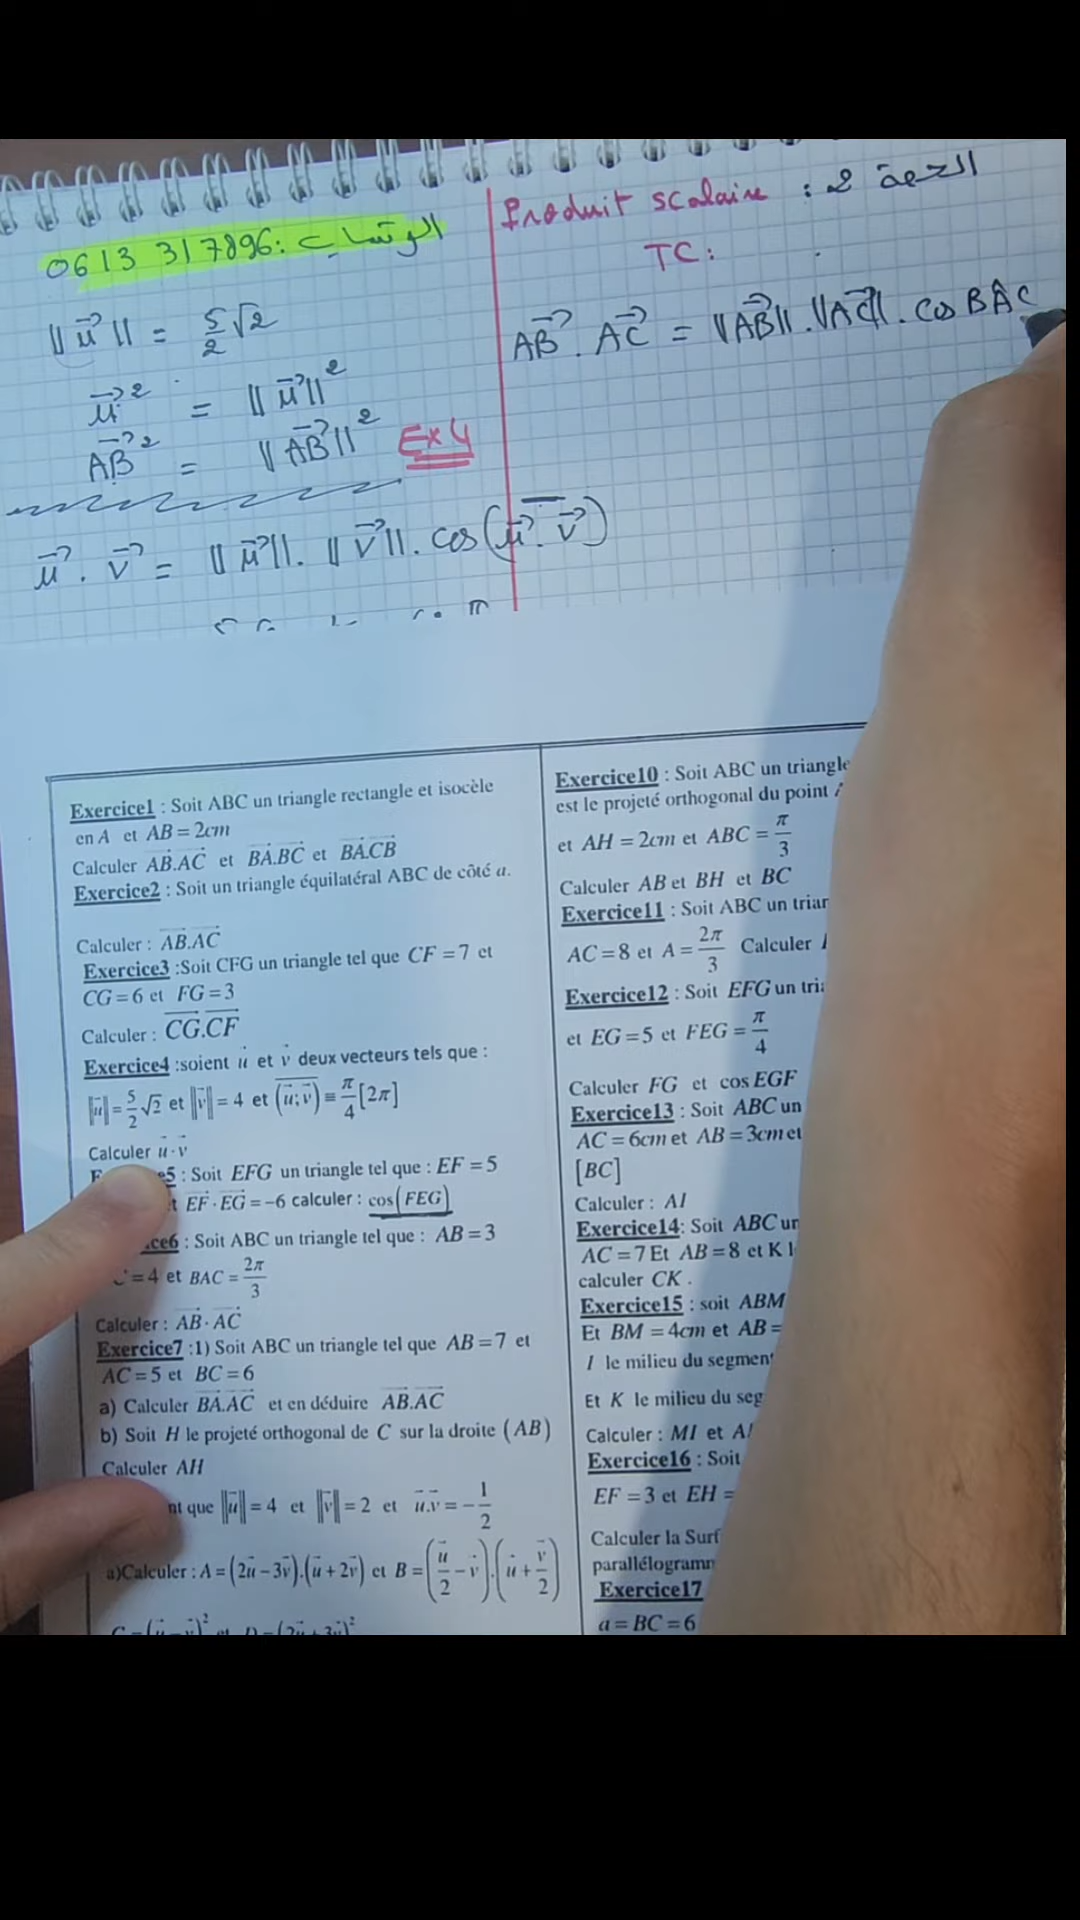 Produit scalaire : 2 الحصة
TC :
0613 317896 : الوتساب
||u⃗|| = 5/2 √2
u⃗² = ||u⃗||²
AB⃗² = ||AB⃗||²
Ex 4
u⃗ . v⃗ = ||u⃗|| . ||v⃗|| . cos(u⃗ . v⃗)
AB⃗ . AC⃗ = ||AB⃗|| . ||AC⃗|| . cos BÂC
Exercice1 : Soit ABC un triangle rectangle et isocèle
en A et AB = 2cm
Calculer AB.AC et BA.BC et BA.CB
Exercice2 : Soit un triangle équilatéral ABC de côté a.
Calculer : AB.AC
Exercice3 :Soit CFG un triangle tel que CF = 7 et
CG = 6 et FG = 3
Calculer : CG.CF
Exercice4 :soient u et v deux vecteurs tels que :
||u|| = 5/2 √2 et ||v|| = 4 et (u;v) ≡ π/4 [2π]
Calculer u · v
5 : Soit EFG un triangle tel que : EF = 5
EF · EG = −6 calculer : cos(FEG)
ce6 : Soit ABC un triangle tel que : AB = 3
= 4 et BAC = 2π/3
Calculer : AB · AC
Exercice7 :1) Soit ABC un triangle tel que AB = 7 et
AC = 5 et BC = 6
a) Calculer BA.AC et en déduire AB.AC
b) Soit H le projeté orthogonal de C sur la droite (AB)
Calculer AH
nt que ||u|| = 4 et ||v|| = 2 et u.v = −1/2
a)Calculer : A = (2u − 3v).(u + 2v) et B = (u/2 − v).(u + v/2)
Exercice10 : Soit ABC un triangle
est le projeté orthogonal du point
et AH = 2cm et ABC = π/3
Calculer AB et BH et BC
Exercice11 : Soit ABC un trian
AC = 8 et A = 2π/3 Calculer
Exercice12 : Soit EFG un tria
et EG = 5 et FEG = π/4
Calculer FG et cos EGF
Exercice13 : Soit ABC un
AC = 6cm et AB = 3cm et
[BC]
Calculer : AI
Exercice14: Soit ABC un
AC = 7 Et AB = 8 et K
calculer CK .
Exercice15 : soit ABM
Et BM = 4cm et AB =
I le milieu du segment
Et K le milieu du seg
Calculer : MI et A
Exercice16 : Soit
EF = 3 et EH =
Calculer la Surf
parallélogramm
Exercice17
a = BC = 6